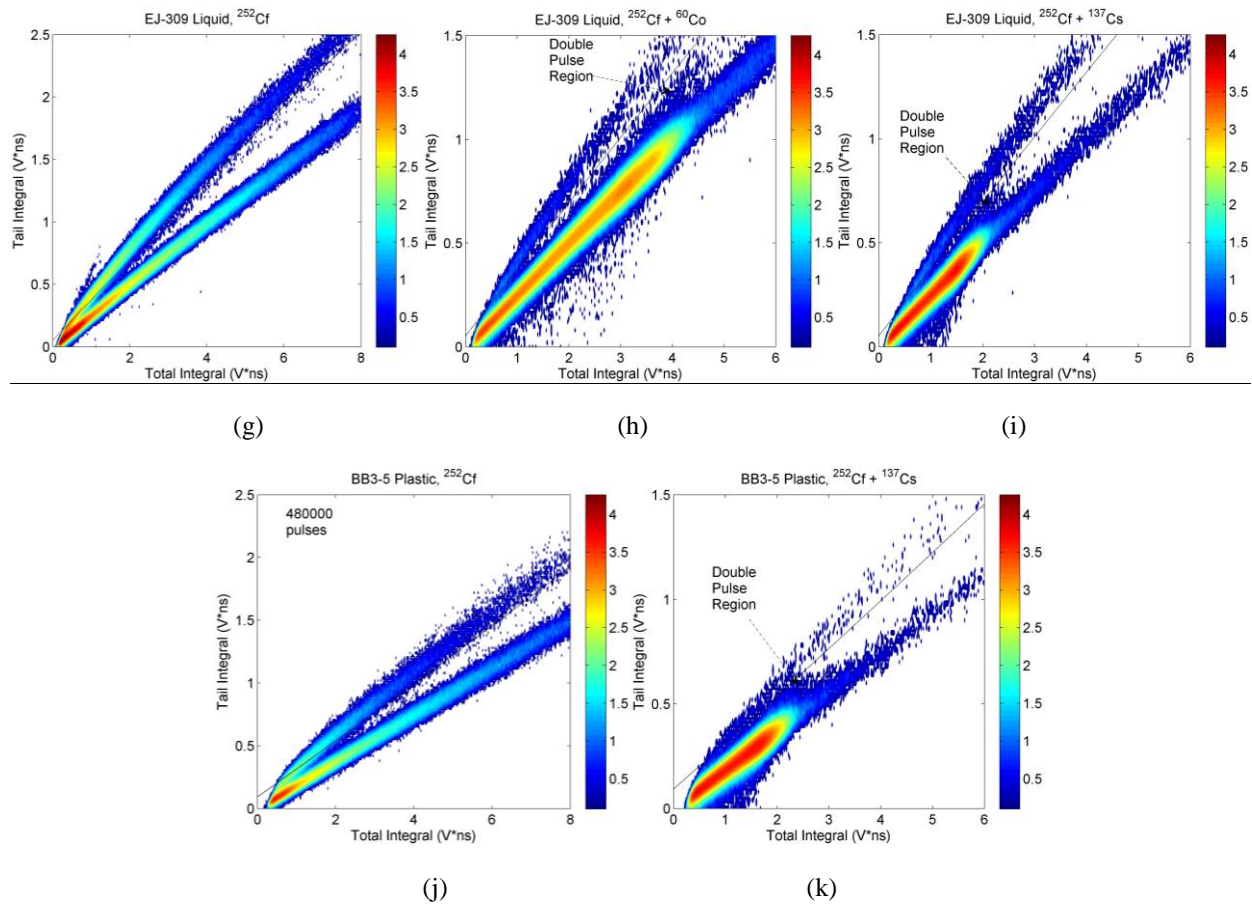 EJ-309 Liquid, ²⁵²Cf
2.5
2
1.5
1
0.5
0
Tail Integral (V*ns)
0 2 4 6 8
Total Integral (V*ns)
4
3.5
3
2.5
2
1.5
1
0.5
EJ-309 Liquid, ²⁵²Cf + ⁶⁰Co
1.5
1
0.5
0
Tail Integral (V*ns)
Double
Pulse
Region
0 1 2 3 4 5 6
Total Integral (V*ns)
4
3.5
3
2.5
2
1.5
1
0.5
EJ-309 Liquid, ²⁵²Cf + ¹³⁷Cs
1.5
1
0.5
0
Tail Integral (V*ns)
Double
Pulse
Region
0 1 2 3 4 5 6
Total Integral (V*ns)
4
3.5
3
2.5
2
1.5
1
0.5
(g) (h) (i)
BB3-5 Plastic, ²⁵²Cf
2.5
2
1.5
1
0.5
0
Tail Integral (V*ns)
480000
pulses
0 2 4 6 8
Total Integral (V*ns)
4
3.5
3
2.5
2
1.5
1
0.5
BB3-5 Plastic, ²⁵²Cf + ¹³⁷Cs
1.5
1
0.5
0
Tail Integral (V*ns)
Double
Pulse
Region
0 1 2 3 4 5 6
Total Integral (V*ns)
4
3.5
3
2.5
2
1.5
1
0.5
(j) (k)